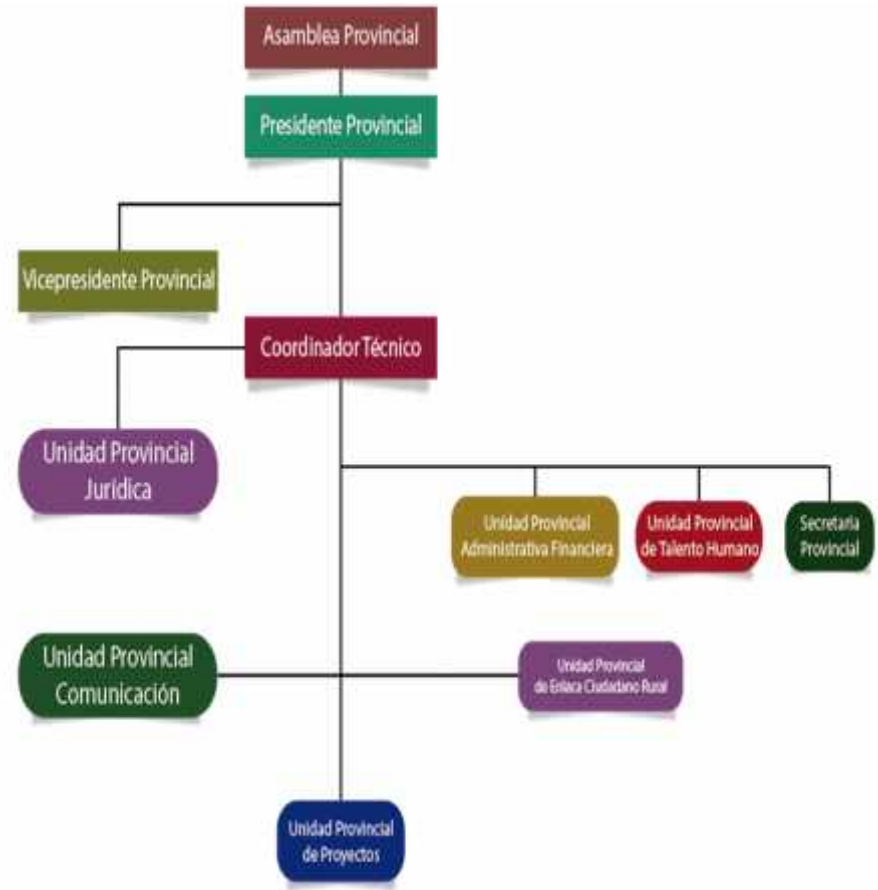 Asamblea Provincial
Presidente Provincial
Vicepresidente Provincial
Coordinador Técnico
Unidad Provincial
Jurídica
Unidad Provincial
Administrativa Financiera
Unidad Provincial
de Talento Humano
Secretaria
Provincial
Unidad Provincial
Comunicación
Unidad Provincial
de Enlaca Ciudadano Rural
Unidad Provincial
de Proyectos